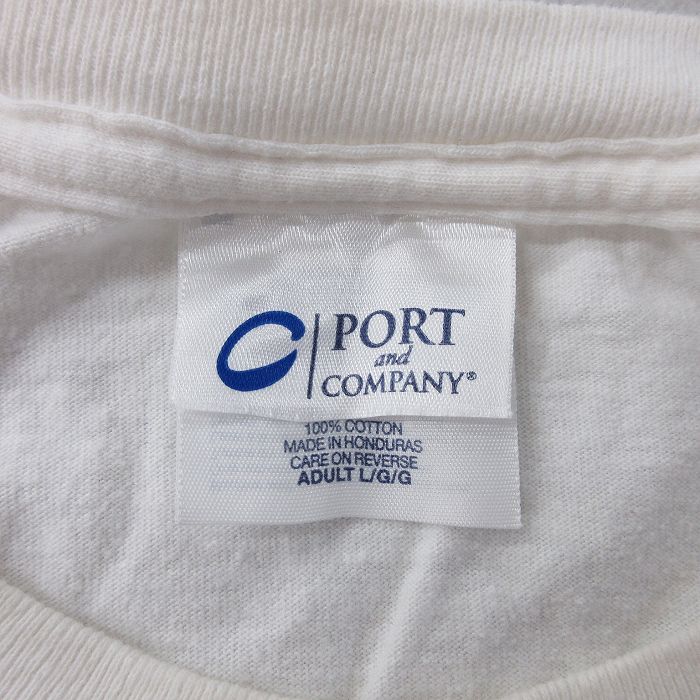 PORT
and
COMPANY®
100% COTTON
MADE IN HONDURAS
CARE ON REVERSE
ADULT L/G/G